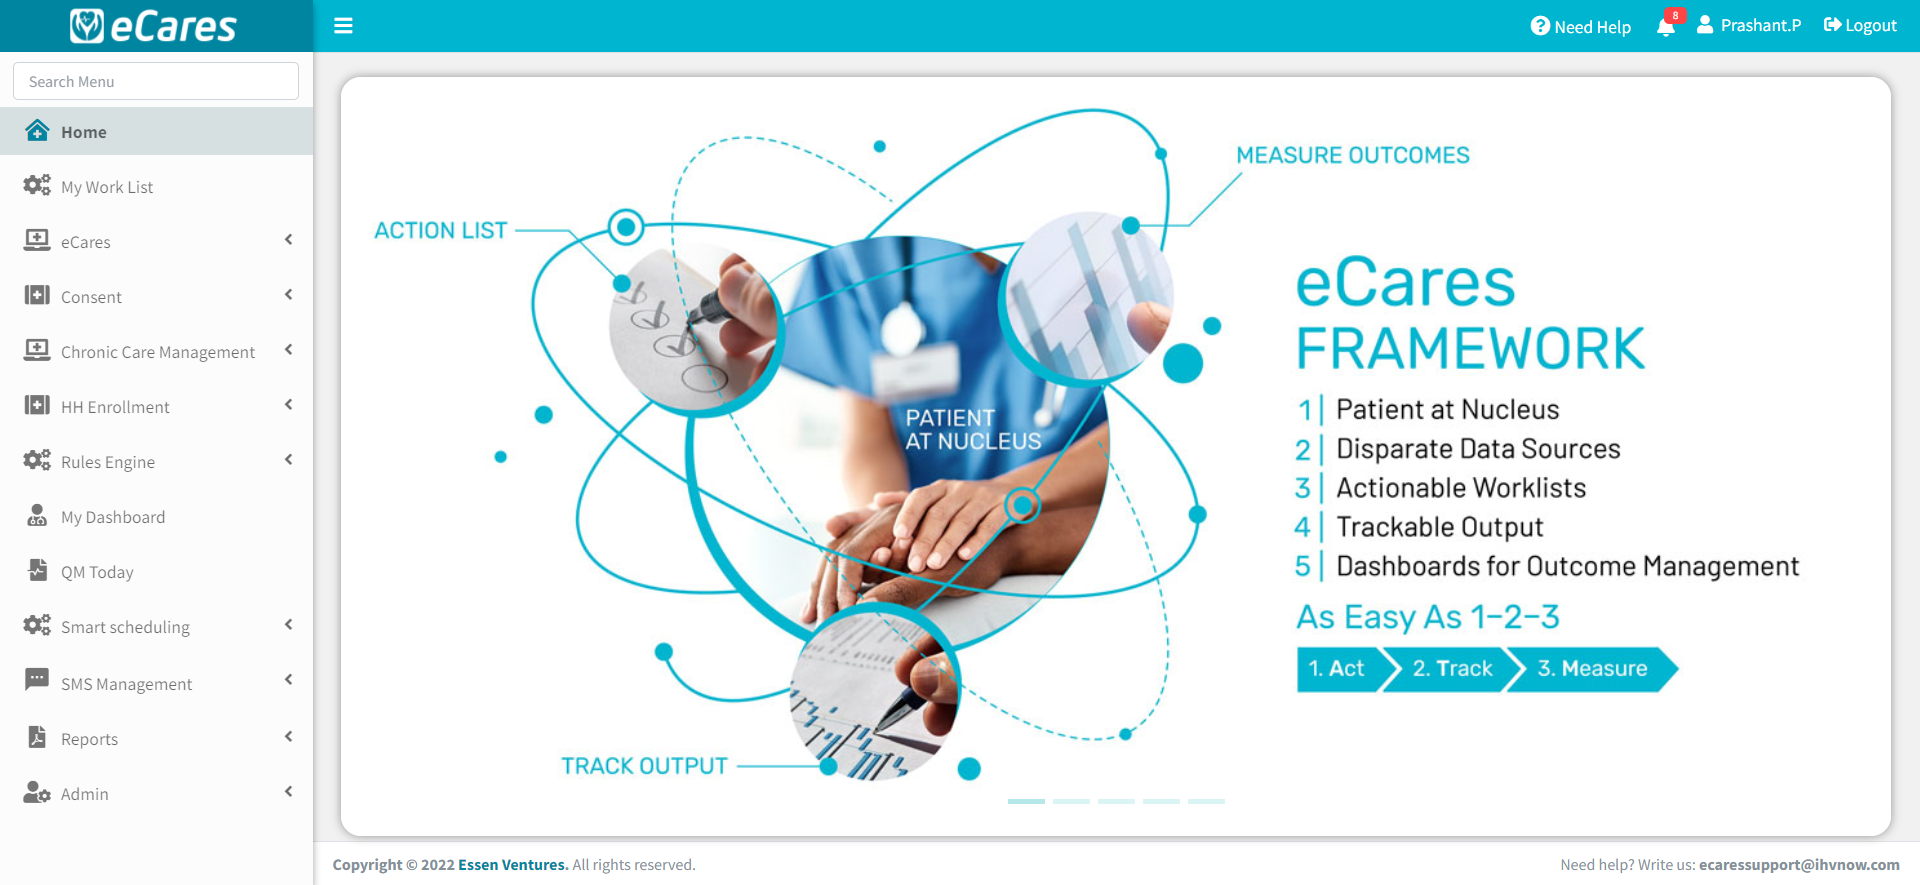 eCares
Need Help
8
Prashant.P
Logout
Search Menu
Home
My Work List
eCares
Consent
Chronic Care Management
HH Enrollment
Rules Engine
My Dashboard
QM Today
Smart scheduling
SMS Management
Reports
Admin
ACTION LIST
MEASURE OUTCOMES
PATIENT
AT NUCLEUS
TRACK OUTPUT
eCares
FRAMEWORK
1| Patient at Nucleus
2| Disparate Data Sources
3| Actionable Worklists
4| Trackable Output
5| Dashboards for Outcome Management
As Easy As 1-2-3
1. Act 2. Track 3. Measure
Copyright © 2022 Essen Ventures. All rights reserved.
Need help? Write us: ecaressupport@ihvnow.com